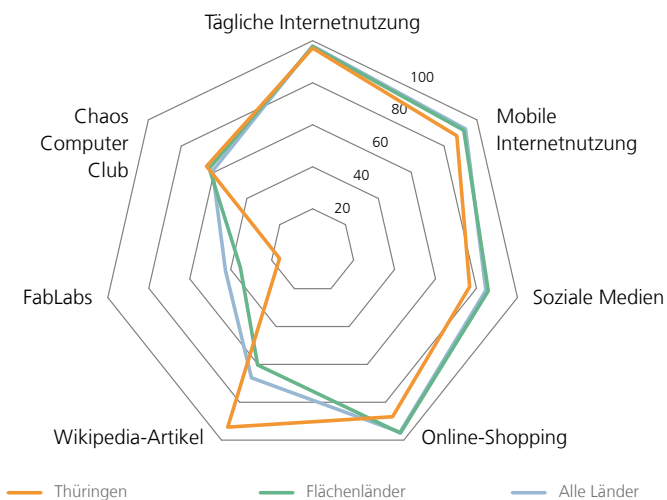 Tägliche Internetnutzung
100
80
60
40
20
Mobile
Internetnutzung
Soziale Medien
Online-Shopping
Wikipedia-Artikel
FabLabs
Chaos
Computer
Club
Thüringen
Flächenländer
Alle Länder